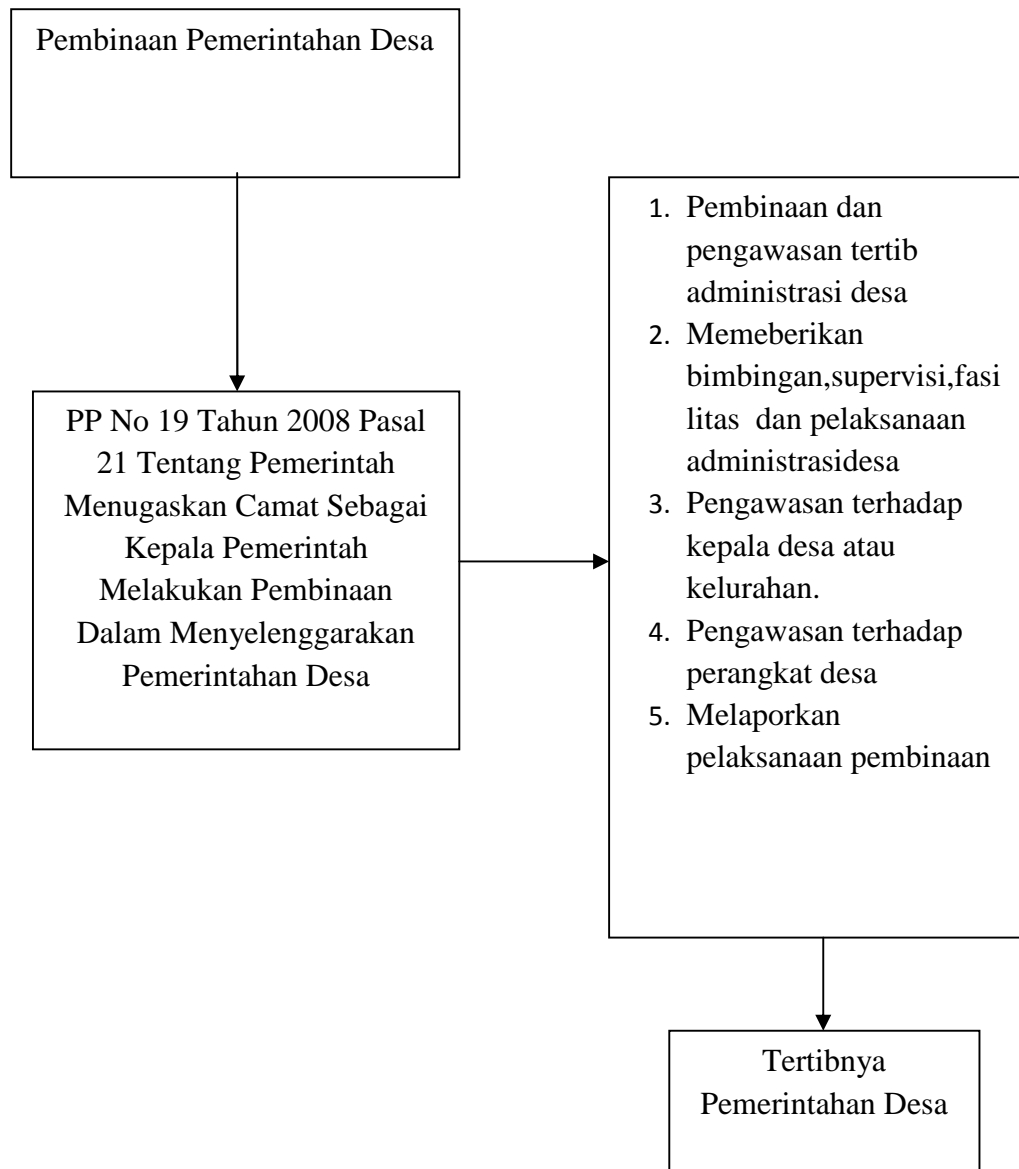 Pembinaan Pemerintahan Desa
PP No 19 Tahun 2008 Pasal
21 Tentang Pemerintah
Menugaskan Camat Sebagai
Kepala Pemerintah
Melakukan Pembinaan
Dalam Menyelenggarakan
Pemerintahan Desa
1. Pembinaan dan
pengawasan tertib
administrasi desa
2. Memeberikan
bimbingan,supervisi,fasi
litas dan pelaksanaan
administrasidesa
3. Pengawasan terhadap
kepala desa atau
kelurahan.
4. Pengawasan terhadap
perangkat desa
5. Melaporkan
pelaksanaan pembinaan
Tertibnya
Pemerintahan Desa